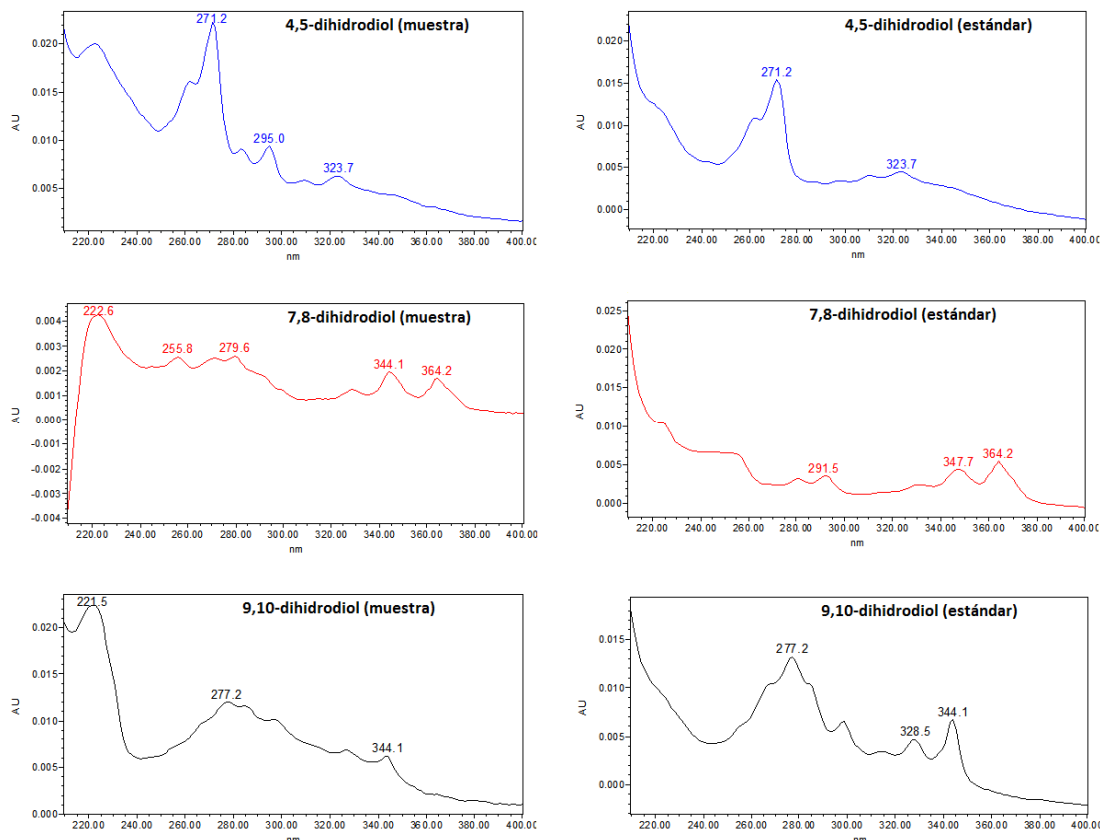 4,5-dihidrodiol (muestra)
271.2
295.0
323.7
AU
0.020
0.015
0.010
0.005
220.00 240.00 260.00 280.00 300.00 320.00 340.00 360.00 380.00 400.00
nm
4,5-dihidrodiol (estándar)
271.2
323.7
AU
0.020
0.015
0.010
0.005
0.000
220.00 240.00 260.00 280.00 300.00 320.00 340.00 360.00 380.00 400.00
nm
7,8-dihidrodiol (muestra)
222.6
255.8
279.6
344.1
364.2
AU
0.004
0.003
0.002
0.001
0.000
-0.001
-0.002
-0.003
-0.004
220.00 240.00 260.00 280.00 300.00 320.00 340.00 360.00 380.00 400.00
nm
7,8-dihidrodiol (estándar)
291.5
347.7
364.2
AU
0.025
0.020
0.015
0.010
0.005
0.000
220.00 240.00 260.00 280.00 300.00 320.00 340.00 360.00 380.00 400.00
nm
9,10-dihidrodiol (muestra)
221.5
277.2
344.1
AU
0.020
0.015
0.010
0.005
0.000
220.00 240.00 260.00 280.00 300.00 320.00 340.00 360.00 380.00 400.00
nm
9,10-dihidrodiol (estándar)
277.2
328.5
344.1
AU
0.015
0.010
0.005
0.000
220.00 240.00 260.00 280.00 300.00 320.00 340.00 360.00 380.00 400.00
nm